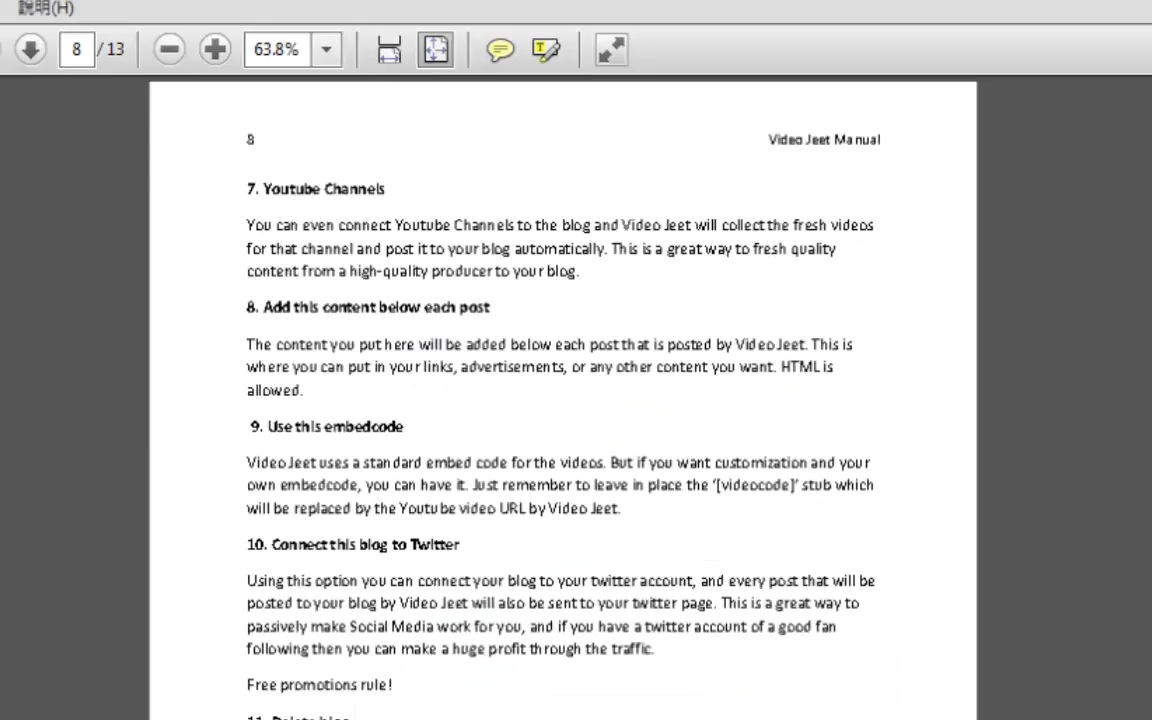 説明(H)
8 / 13
63.8%
8
Video Jeet Manual
7. Youtube Channels
You can even connect Youtube Channels to the blog and Video Jeet will collect the fresh videos
for that channel and post it to your blog automatically. This is a great way to fresh quality
content from a high-quality producer to your blog.
8. Add this content below each post
The content you put here will be added below each post that is posted by Video Jeet. This is
where you can put in your links, advertisements, or any other content you want. HTML is
allowed.
9. Use this embedcode
Video Jeet uses a standard embed code for the videos. But if you want customization and your
own embedcode, you can have it. Just remember to leave in place the '[videocode]' stub which
will be replaced by the Youtube video URL by Video Jeet.
10. Connect this blog to Twitter
Using this option you can connect your blog to your twitter account, and every post that will be
posted to your blog by Video Jeet will also be sent to your twitter page. This is a great way to
passively make Social Media work for you, and if you have a twitter account of a good fan
following then you can make a huge profit through the traffic.
Free promotions rule!
11. Delete blog